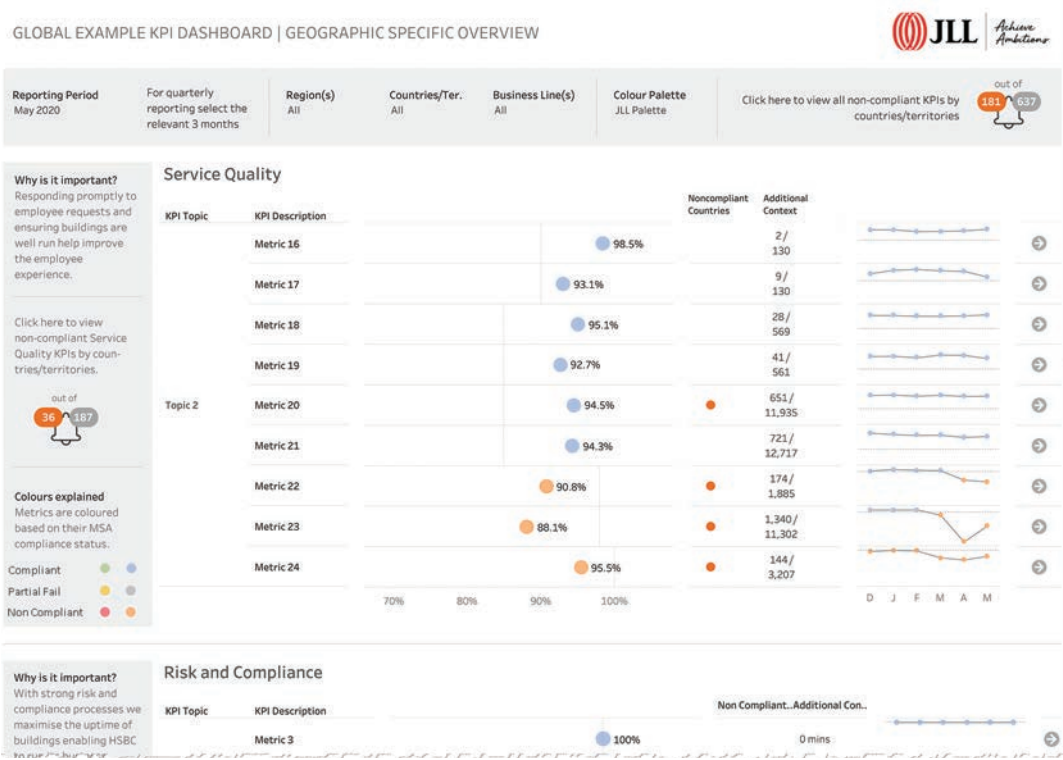 GLOBAL EXAMPLE KPI DASHBOARD | GEOGRAPHIC SPECIFIC OVERVIEW
JLL
Achieve
Ambitions
Reporting Period
May 2020
For quarterly
reporting select the
relevant 3 months
Region(s)
All
Countries/Ter.
All
Business Line(s)
All
Colour Palette
JLL Palette
Click here to view all non-compliant KPIs by
countries/territories
out of
181 637
Why is it important?
Responding promptly to
employee requests and
ensuring buildings are
well run help improve
the employee
experience.
Click here to view
non-compliant Service
Quality KPIs by coun-
tries/territories.
out of
36 187
Colours explained
Metrics are coloured
based on their MSA
compliance status.
Compliant
Partial Fail
Non Compliant
Service Quality
KPI Topic KPI Description
Noncompliant
Countries
Additional
Context
Topic 2
Metric 16 98.5% 2/
130
Metric 17 93.1% 9/
130
Metric 18 95.1% 28/
569
Metric 19 92.7% 41/
561
Metric 20 94.5% 651/
11,935
Metric 21 94.3% 721/
12,717
Metric 22 90.8% 174/
1,885
Metric 23 88.1% 1,340/
11,302
Metric 24 95.5% 144/
3,207
70% 80% 90% 100%
D J F M A M
Why is it important?
With strong risk and
compliance processes we
maximise the uptime of
buildings enabling HSBC
Risk and Compliance
KPI Topic KPI Description
Non Compliant.. Additional Con..
Metric 3 100% 0 mins